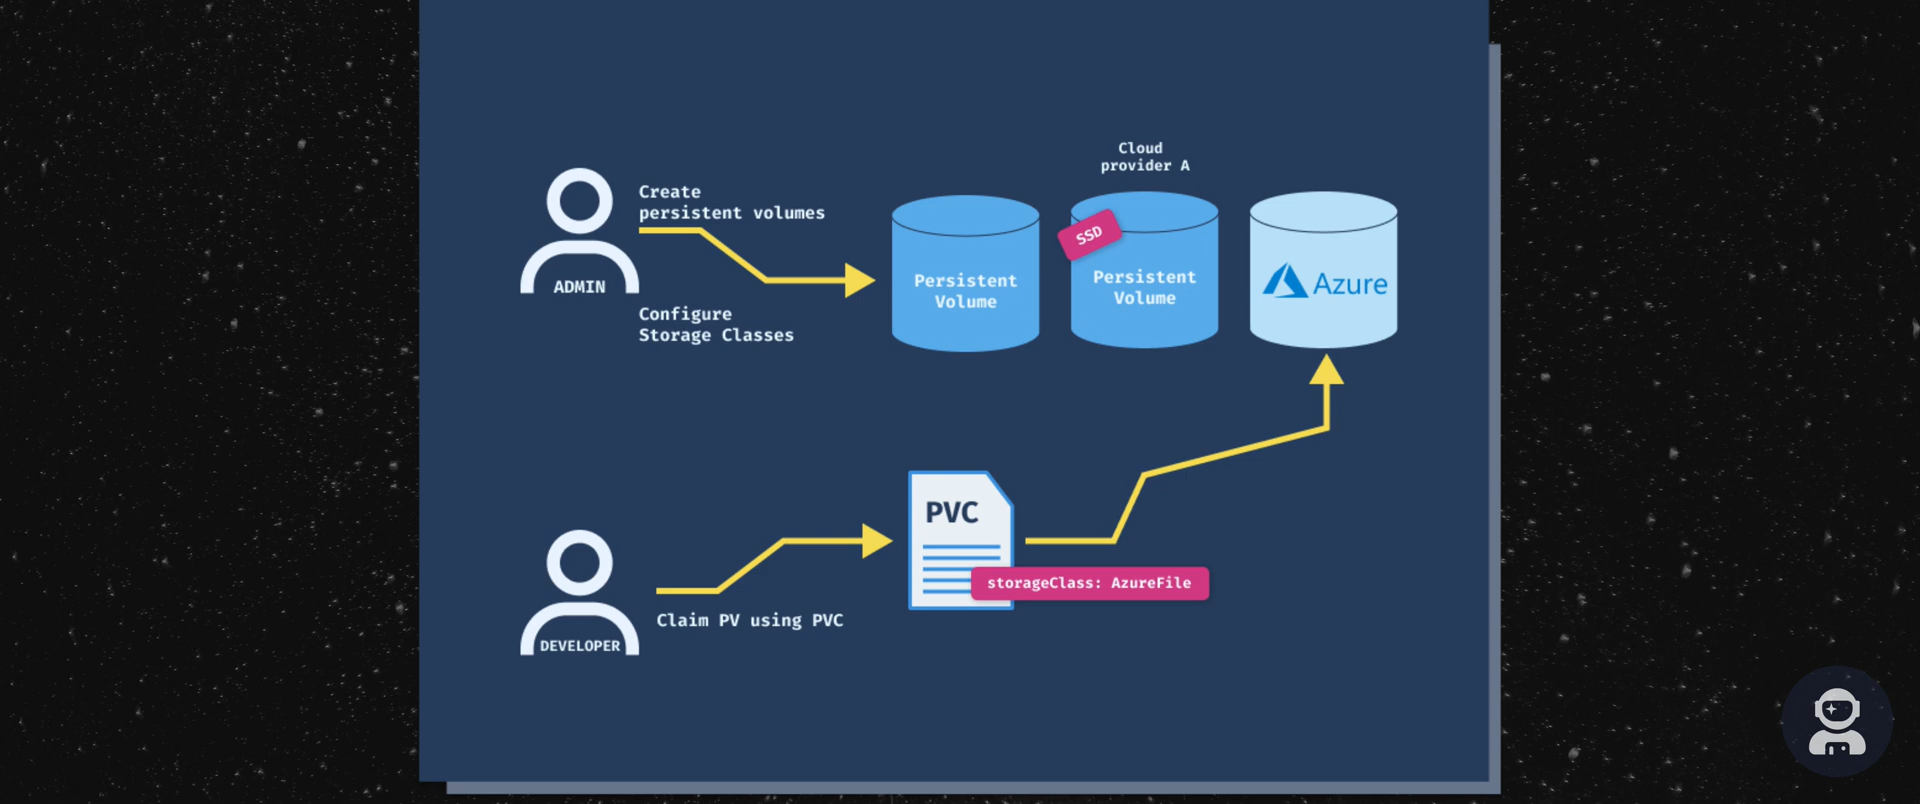 Cloud
provider A
Create
persistent volumes
ADMIN
Configure
Storage Classes
Persistent
Volume
SSD
Persistent
Volume
Azure
PVC
storageClass: AzureFile
Claim PV using PVC
DEVELOPER